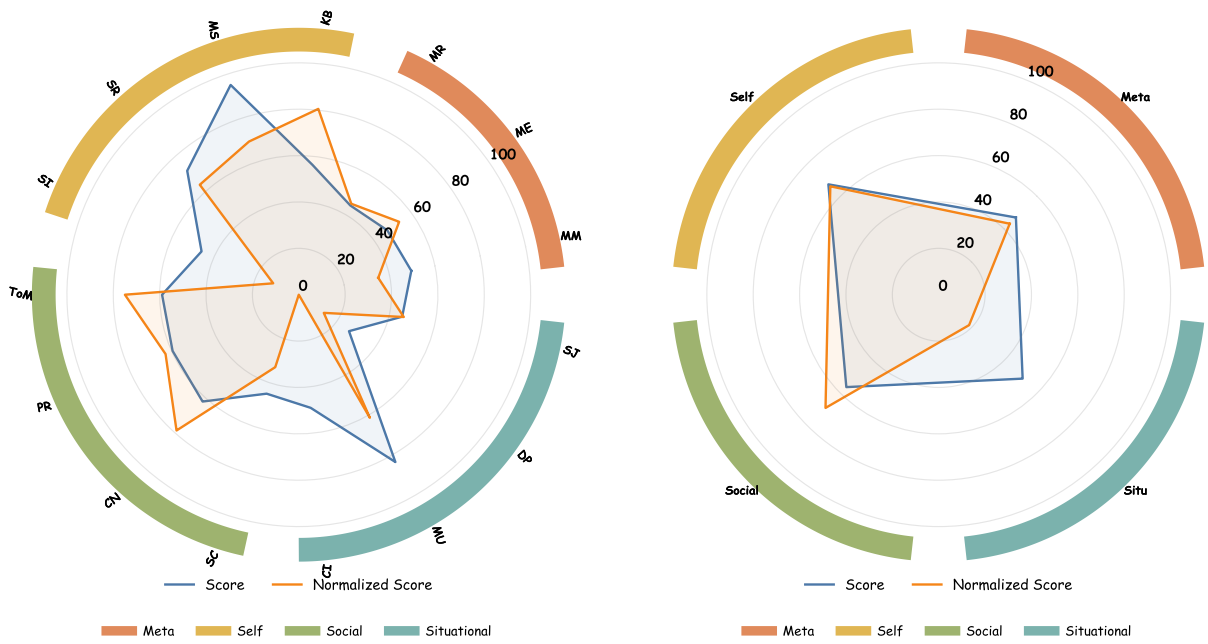 KB
MS
SR
SI
MR
ME
MM
100
80
60
40
20
0
ToM
PR
CN
SC
CI
MU
DP
SJ
Score
Normalized Score
Meta
Self
Social
Situational
Self
Meta
100
80
60
40
20
0
Social
Situ
Score
Normalized Score
Meta
Self
Social
Situational